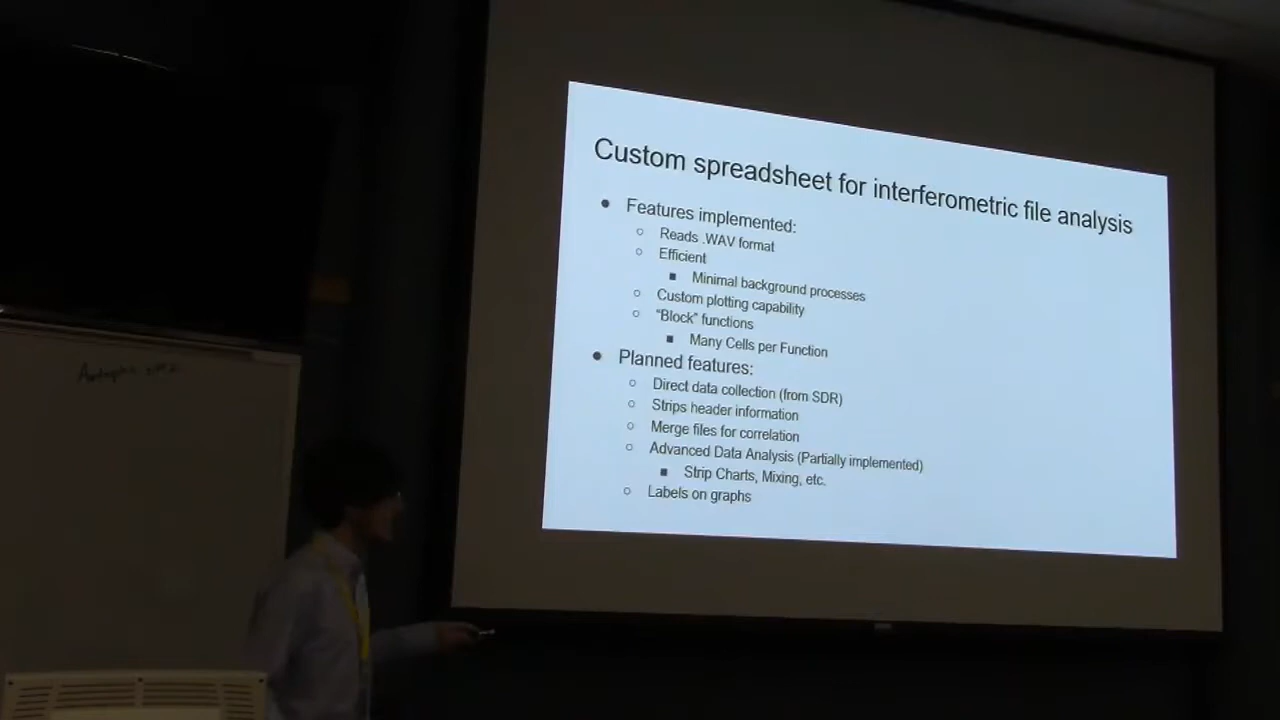 Custom spreadsheet for interferometric file analysis
● Features implemented:
○ Reads .WAV format
○ Efficient
■ Minimal background processes
○ Custom plotting capability
○ “Block” functions
■ Many Cells per Function
● Planned features:
○ Direct data collection (from SDR)
○ Strips header information
○ Merge files for correlation
○ Advanced Data Analysis (Partially implemented)
■ Strip Charts, Mixing, etc.
○ Labels on graphs